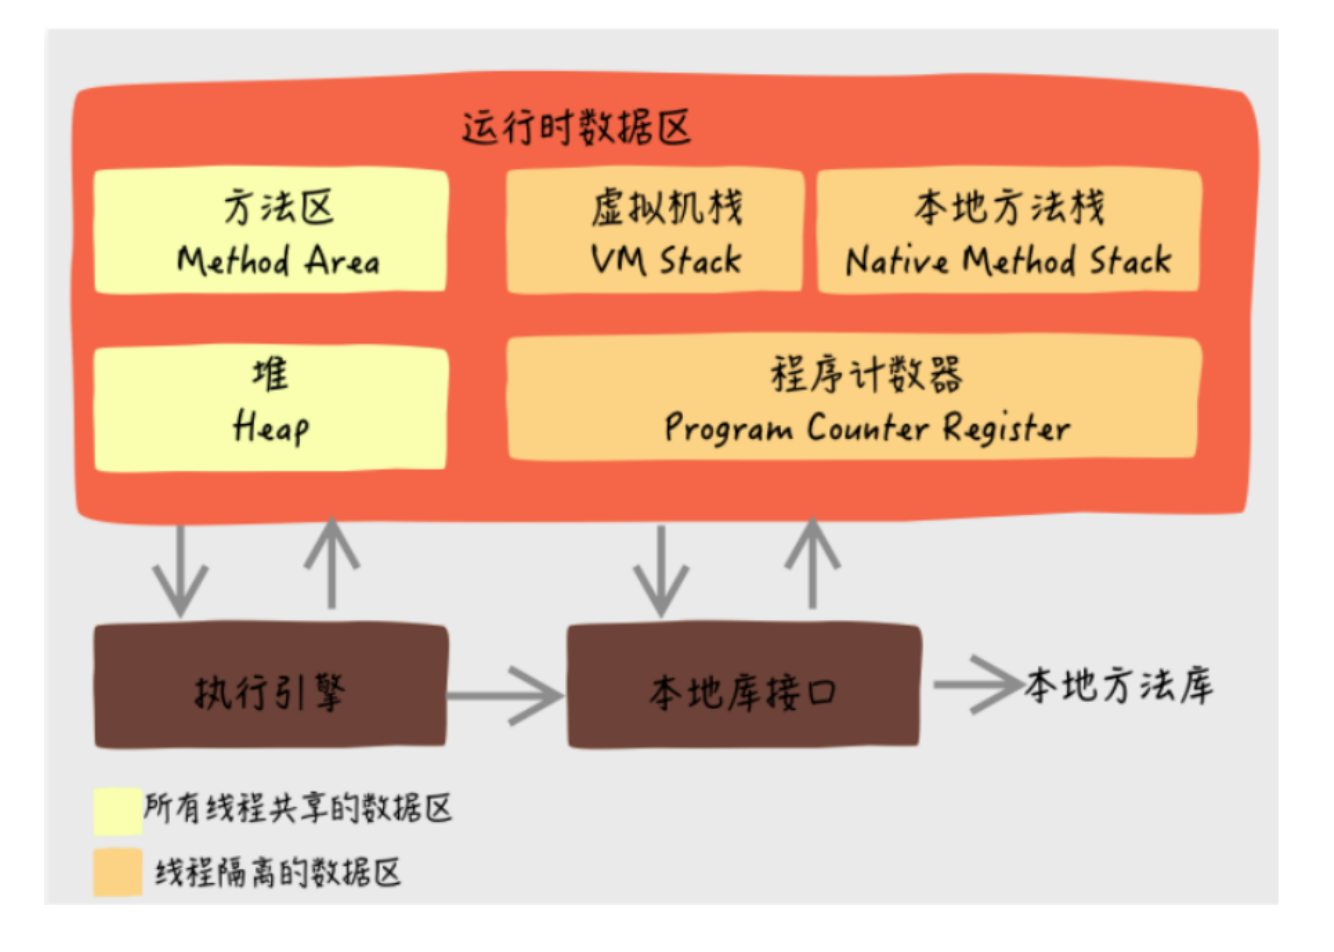 运行时数据区
方法区
Method Area
虚拟机栈
VM Stack
本地方法栈
Native Method Stack
堆
Heap
程序计数器
Program Counter Register
执行引擎
本地库接口
本地方法库
所有线程共享的数据区
线程隔离的数据区